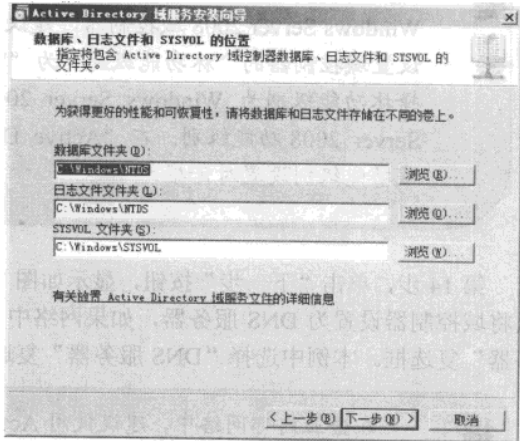 Active Directory 域服务安装向导
数据库、日志文件和 SYSVOL 的位置
指定将包含 Active Directory 域控制器数据库、日志文件和 SYSVOL 的
文件夹。
为获得更好的性能和可恢复性，请将数据库和日志文件存储在不同的卷上。
数据库文件夹(D):
C:\Windows\NTDS
浏览(R)...
日志文件文件夹(L):
C:\Windows\NTDS
浏览(O)...
SYSVOL 文件夹(S):
C:\Windows\SYSVOL
浏览(W)...
有关放置 Active Directory 域服务文件的详细信息
<上一步(B)
下一步(N)>
取消